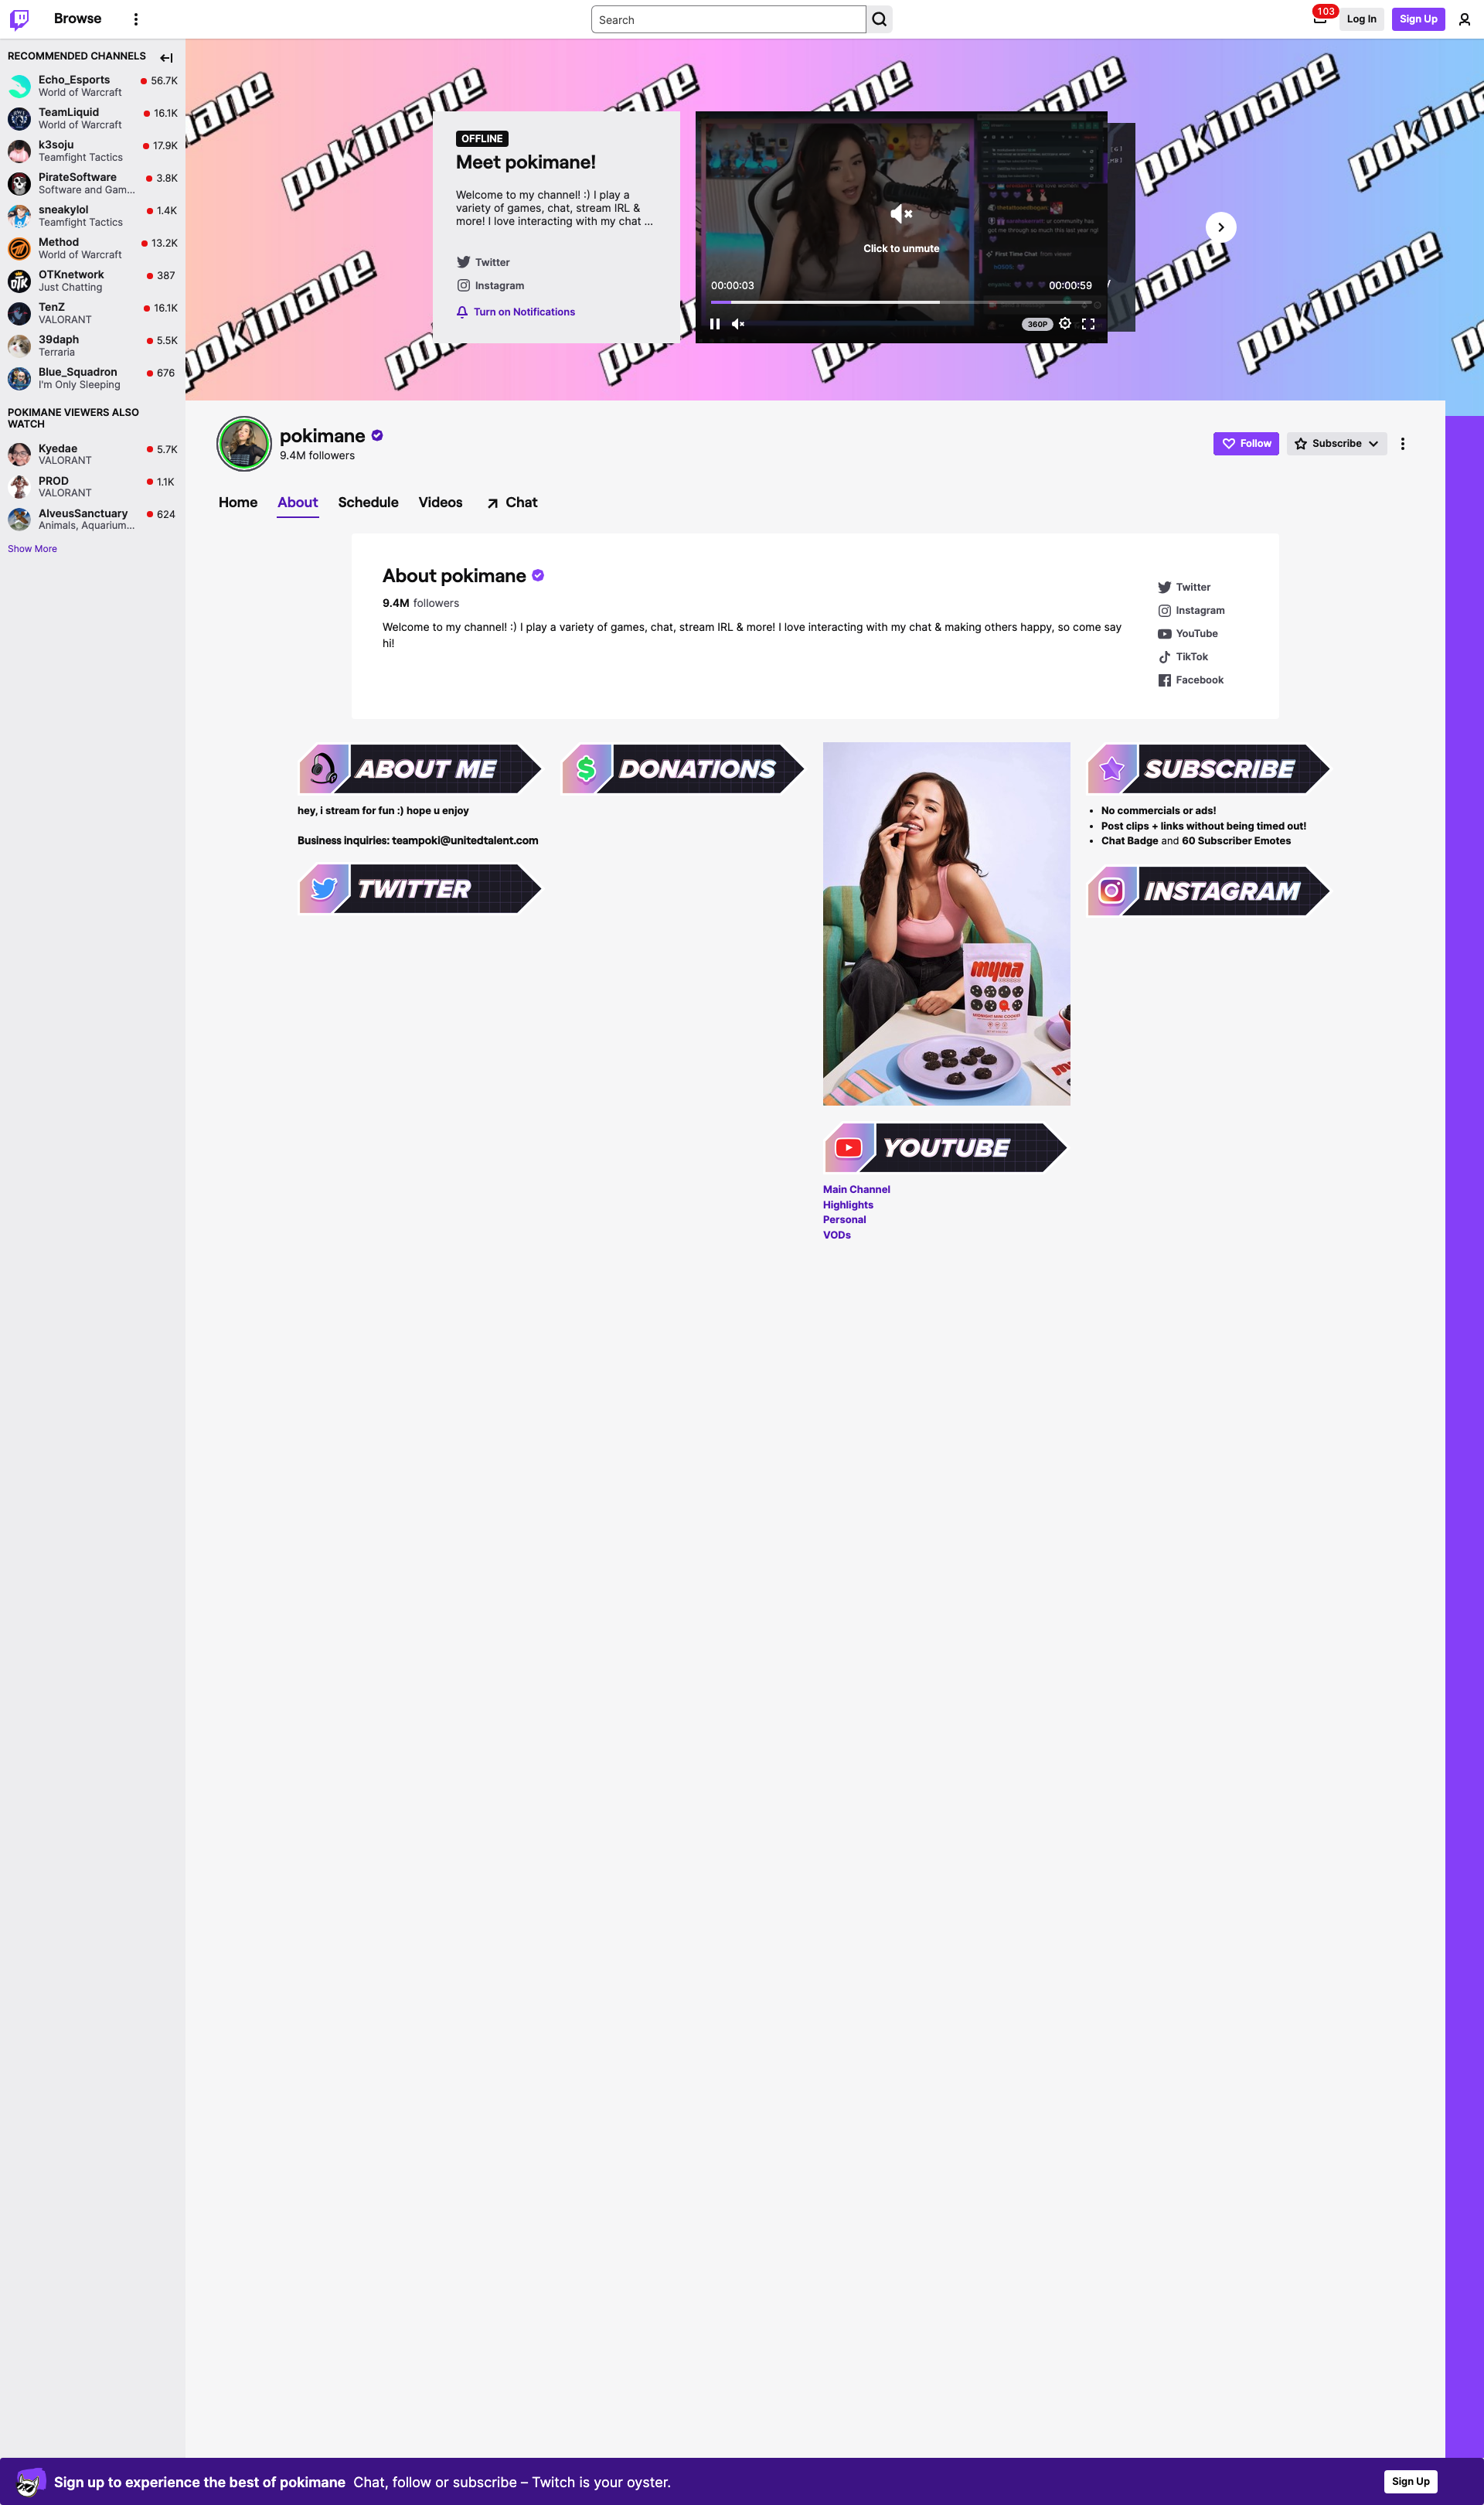 Browse
Search
103
Log In
Sign Up
RECOMMENDED CHANNELS
Echo_Esports
World of Warcraft
56.7K
TeamLiquid
World of Warcraft
16.1K
k3soju
Teamfight Tactics
17.9K
PirateSoftware
Software and Gam...
3.8K
sneakylol
Teamfight Tactics
1.4K
Method
World of Warcraft
13.2K
OTKnetwork
Just Chatting
387
TenZ
VALORANT
16.1K
39daph
Terraria
5.5K
Blue_Squadron
I'm Only Sleeping
676
POKIMANE VIEWERS ALSO
WATCH
Kyedae
VALORANT
5.7K
PROD
VALORANT
1.1K
AlveusSanctuary
Animals, Aquarium...
624
Show More
pokimane
OFFLINE
Meet pokimane!
Welcome to my channel! :) I play a
variety of games, chat, stream IRL &
more! I love interacting with my chat ...
Twitter
Instagram
Turn on Notifications
Click to unmute
00:00:03
00:00:59
360P
pokimane
9.4M followers
Follow
Subscribe
Home
About
Schedule
Videos
Chat
About pokimane
9.4M followers
Welcome to my channel! :) I play a variety of games, chat, stream IRL & more! I love interacting with my chat & making others happy, so come say
hi!
Twitter
Instagram
YouTube
TikTok
Facebook
ABOUT ME
hey, i stream for fun :) hope u enjoy
Business inquiries: teampoki@unitedtalent.com
TWITTER
DONATIONS
myna
MIDNIGHT MINI COOKIES
YOUTUBE
Main Channel
Highlights
Personal
VODs
SUBSCRIBE
No commercials or ads!
Post clips + links without being timed out!
Chat Badge and 60 Subscriber Emotes
INSTAGRAM
Sign up to experience the best of pokimane Chat, follow or subscribe – Twitch is your oyster.
Sign Up